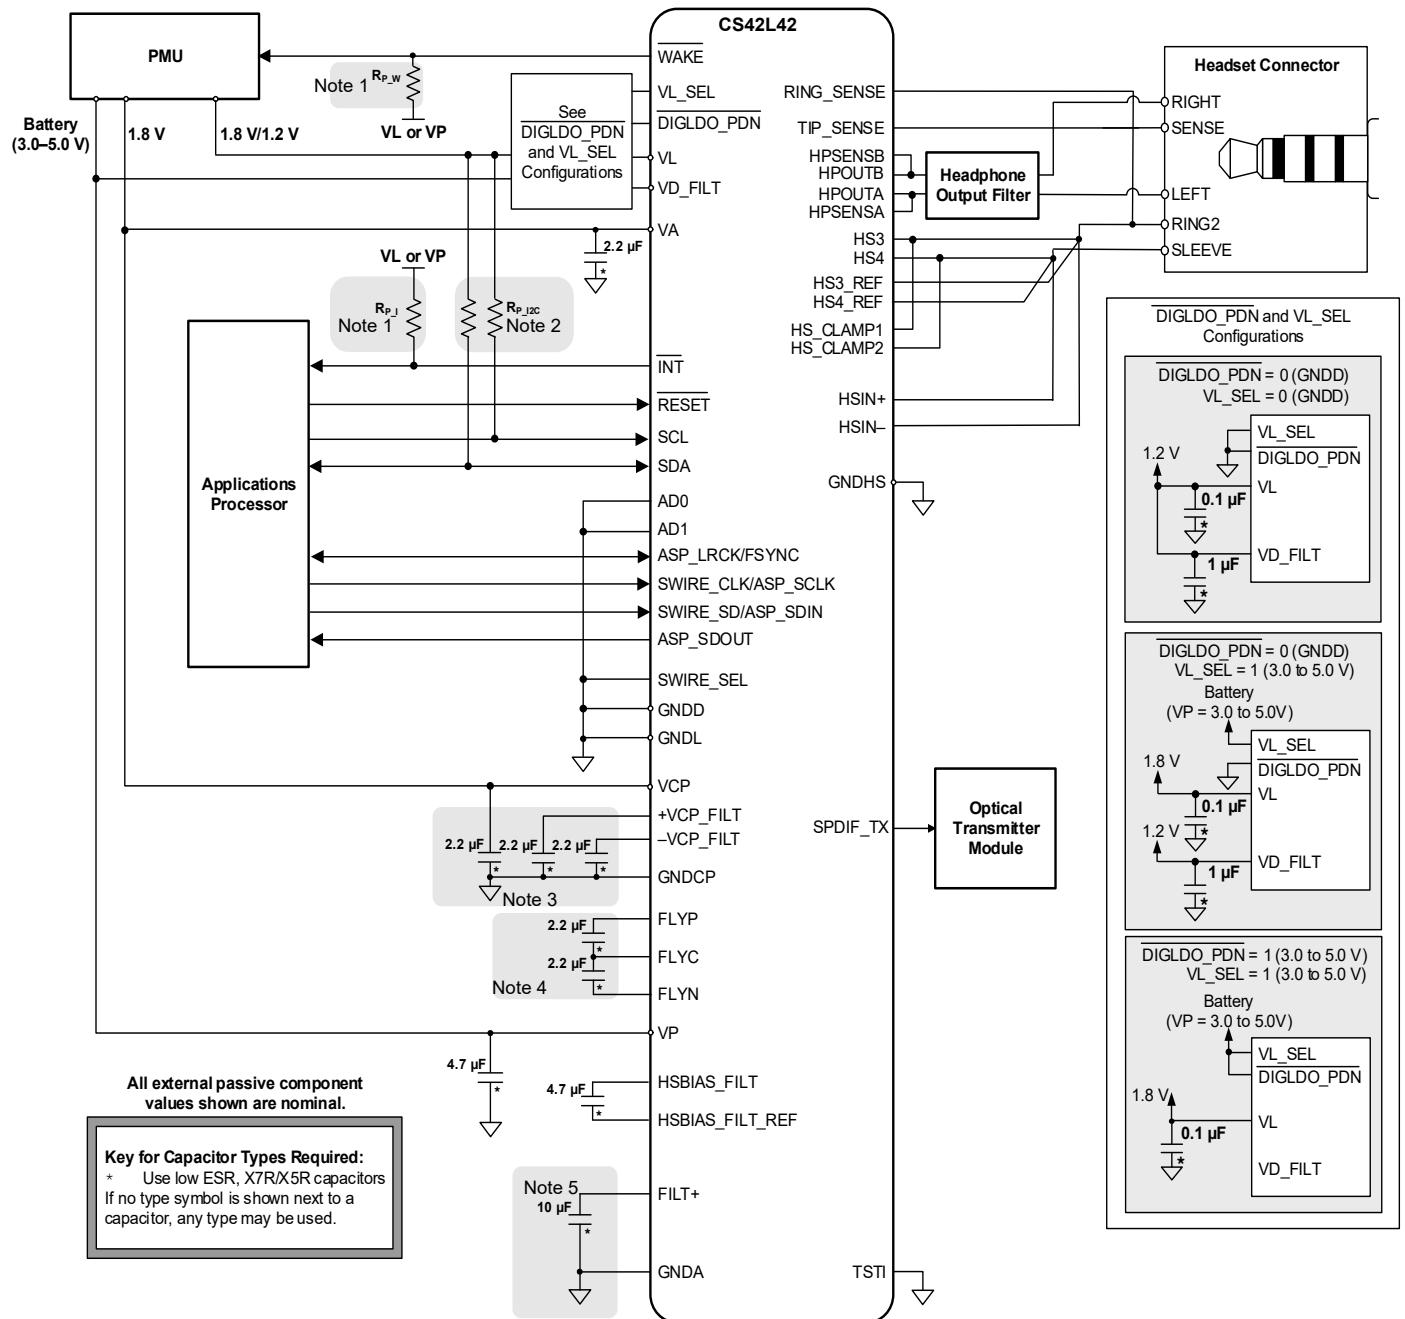 CS42L42
PMU
Note 1
RP_W
VL or VP
Battery
(3.0–5.0 V)
1.8 V
1.8 V/1.2 V
See
DIGLDO_PDN
and VL_SEL
Configurations
WAKE
VL_SEL
DIGLDO_PDN
VL
VD_FILT
VA
2.2 µF
*
VL or VP
RP_I
Note 1
RP_I2C
Note 2
INT
RESET
SCL
SDA
Applications
Processor
AD0
AD1
ASP_LRCK/FSYNC
SWIRE_CLK/ASP_SCLK
SWIRE_SD/ASP_SDIN
ASP_SDOUT
SWIRE_SEL
GNDD
GNDL
VCP
+VCP_FILT
–VCP_FILT
2.2 µF 2.2 µF 2.2 µF
* * *
GNDCP
Note 3
FLYP
2.2 µF
*
FLYC
2.2 µF
*
Note 4
FLYN
VP
4.7 µF
*
HSBIAS_FILT
4.7 µF
*
HSBIAS_FILT_REF
Note 5
FILT+
10 µF
*
GNDA
All external passive component
values shown are nominal.
Key for Capacitor Types Required:
* Use low ESR, X7R/X5R capacitors
If no type symbol is shown next to a
capacitor, any type may be used.
RING_SENSE
TIP_SENSE
HPSENSB
HPOUTB
HPOUTA
HPSENSA
HS3
HS4
HS3_REF
HS4_REF
HS_CLAMP1
HS_CLAMP2
HSIN+
HSIN–
GNDHS
SPDIF_TX
TSTI
Headphone
Output Filter
Optical
Transmitter
Module
Headset Connector
RIGHT
SENSE
LEFT
RING2
SLEEVE
DIGLDO_PDN and VL_SEL
Configurations
DIGLDO_PDN = 0 (GNDD)
VL_SEL = 0 (GNDD)
VL_SEL
DIGLDO_PDN
1.2 V
VL
0.1 µF
*
VD_FILT
1 µF
*
DIGLDO_PDN = 0 (GNDD)
VL_SEL = 1 (3.0 to 5.0 V)
Battery
(VP = 3.0 to 5.0V)
VL_SEL
DIGLDO_PDN
1.8 V
VL
0.1 µF
*
1.2 V
VD_FILT
1 µF
*
DIGLDO_PDN = 1 (3.0 to 5.0 V)
VL_SEL = 1 (3.0 to 5.0 V)
Battery
(VP = 3.0 to 5.0V)
VL_SEL
DIGLDO_PDN
1.8 V
VL
0.1 µF
*
VD_FILT